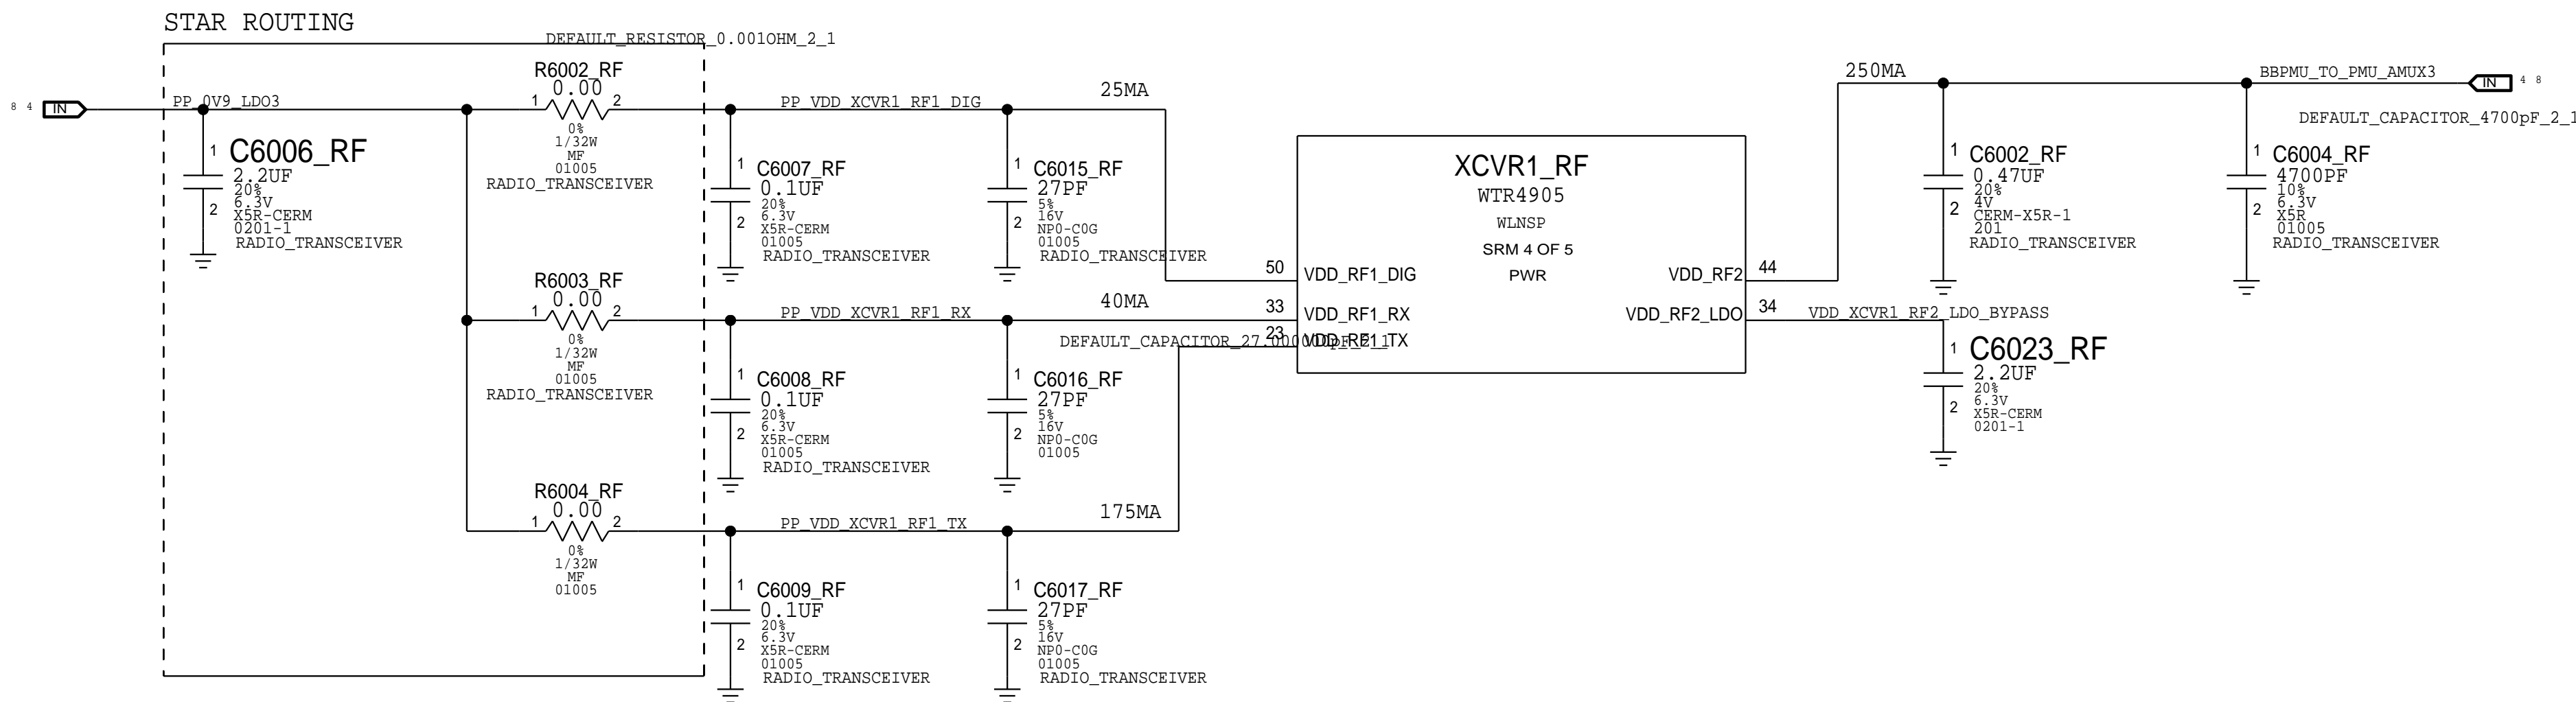 STAR ROUTING
DEFAULT_RESISTOR_0.001OHM_2_1
8 4
IN
PP_0V9_LDO3
1
C6006_RF
2.2UF
20%
6.3V
2
X5R-CERM
0201-1
RADIO_TRANSCEIVER
R6002_RF
0.00
1
2
0%
1/32W
MF
01005
RADIO_TRANSCEIVER
PP_VDD_XCVR1_RF1_DIG
25MA
1
C6007_RF
0.1UF
20%
6.3V
2
X5R-CERM
01005
RADIO_TRANSCEIVER
1
C6015_RF
27PF
5%
16V
2
NP0-C0G
01005
RADIO_TRANSCEIVER
R6003_RF
0.00
1
2
0%
1/32W
MF
01005
RADIO_TRANSCEIVER
PP_VDD_XCVR1_RF1_RX
40MA
DEFAULT_CAPACITOR_27.000000pF_2_1
1
C6008_RF
0.1UF
20%
6.3V
2
X5R-CERM
01005
RADIO_TRANSCEIVER
1
C6016_RF
27PF
5%
16V
2
NP0-C0G
01005
R6004_RF
0.00
1
2
0%
1/32W
MF
01005
PP_VDD_XCVR1_RF1_TX
175MA
1
C6009_RF
0.1UF
20%
6.3V
2
X5R-CERM
01005
RADIO_TRANSCEIVER
1
C6017_RF
27PF
5%
16V
2
NP0-C0G
01005
RADIO_TRANSCEIVER
XCVR1_RF
WTR4905
WLNSP
SRM 4 OF 5
PWR
50
VDD_RF1_DIG
33
VDD_RF1_RX
23
VDD_RF1_TX
VDD_RF2
44
VDD_RF2_LDO
34
250MA
BBPMU_TO_PMU_AMUX3
IN
4 8
DEFAULT_CAPACITOR_4700pF_2_1
1
C6002_RF
0.47UF
20%
4V
2
CERM-X5R-1
201
RADIO_TRANSCEIVER
1
C6004_RF
4700PF
10%
6.3V
2
X5R
01005
RADIO_TRANSCEIVER
VDD_XCVR1_RF2_LDO_BYPASS
1
C6023_RF
2.2UF
20%
6.3V
2
X5R-CERM
0201-1